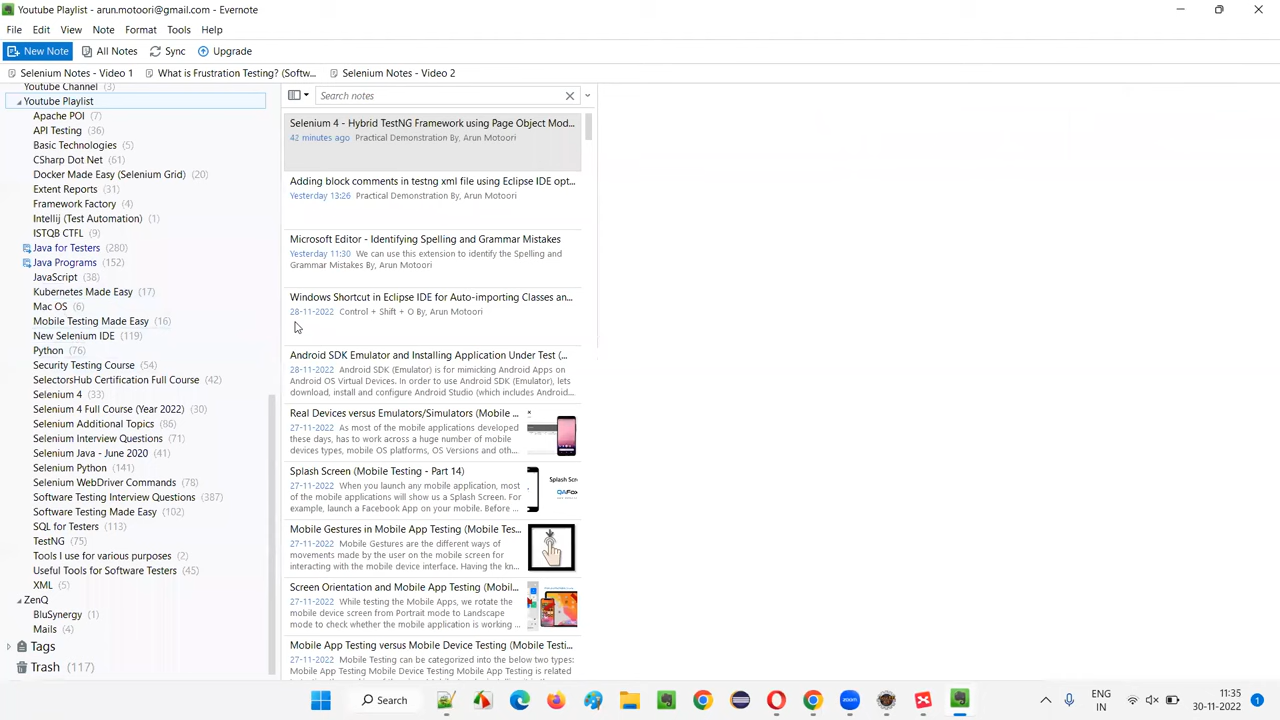 Youtube Playlist - arun.motoori@gmail.com - Evernote
File Edit View Note Format Tools Help
New Note All Notes Sync Upgrade
Selenium Notes - Video 1 What is Frustration Testing? (Softw... Selenium Notes - Video 2
Youtube Channel (3)
Youtube Playlist
Apache POI (7)
API Testing (36)
Basic Technologies (5)
CSharp Dot Net (61)
Docker Made Easy (Selenium Grid) (20)
Extent Reports (31)
Framework Factory (4)
Intellij (Test Automation) (1)
ISTQB CTFL (9)
Java for Testers (280)
Java Programs (152)
JavaScript (38)
Kubernetes Made Easy (17)
Mac OS (6)
Mobile Testing Made Easy (16)
New Selenium IDE (119)
Python (76)
Security Testing Course (54)
SelectorsHub Certification Full Course (42)
Selenium 4 (33)
Selenium 4 Full Course (Year 2022) (30)
Selenium Additional Topics (86)
Selenium Interview Questions (71)
Selenium Java - June 2020 (41)
Selenium Python (141)
Selenium WebDriver Commands (78)
Software Testing Interview Questions (387)
Software Testing Made Easy (102)
SQL for Testers (113)
TestNG (75)
Tools I use for various purposes (2)
Useful Tools for Software Testers (45)
XML (5)
ZenQ
BluSynergy (1)
Mails (4)
Tags
Trash (117)
Search notes
Selenium 4 - Hybrid TestNG Framework using Page Object Mod...
42 minutes ago Practical Demonstration By, Arun Motoori
Adding block comments in testng xml file using Eclipse IDE opt...
Yesterday 13:26 Practical Demonstration By, Arun Motoori
Microsoft Editor - Identifying Spelling and Grammar Mistakes
Yesterday 11:30 We can use this extension to identify the Spelling and
Grammar Mistakes By, Arun Motoori
Windows Shortcut in Eclipse IDE for Auto-importing Classes an...
28-11-2022 Control + Shift + O By, Arun Motoori
Android SDK Emulator and Installing Application Under Test (...
28-11-2022 Android SDK (Emulator) is for mimicking Android Apps on
Android OS Virtual Devices. In order to use Android SDK (Emulator), lets
download, install and configure Android Studio (which includes Android...
Real Devices versus Emulators/Simulators (Mobile ...
27-11-2022 As most of the mobile applications developed
these days, has to work across a huge number of mobile
devices types, mobile OS platforms, OS Versions and oth...
Splash Screen (Mobile Testing - Part 14)
27-11-2022 When you launch any mobile application, most
of the mobile applications will show us a Splash Screen. For
example, launch a Facebook App on your mobile. Before ...
Splash Scre
QAFox
Mobile Gestures in Mobile App Testing (Mobile Tes...
27-11-2022 Mobile Gestures are the different ways of
movements made by the user on the mobile screen for
interacting with the mobile device interface. Having the kn...
Screen Orientation and Mobile App Testing (Mobil...
27-11-2022 While testing the Mobile Apps, we rotate the
mobile device screen from Portrait mode to Landscape
mode to check whether the mobile application is working ...
Mobile App Testing versus Mobile Device Testing (Mobile Testi...
27-11-2022 Mobile Testing can be categorized into the below two types:
Mobile App Testing Mobile Device Testing Mobile App Testing is related
Search
ENG
IN
11:35
30-11-2022
1